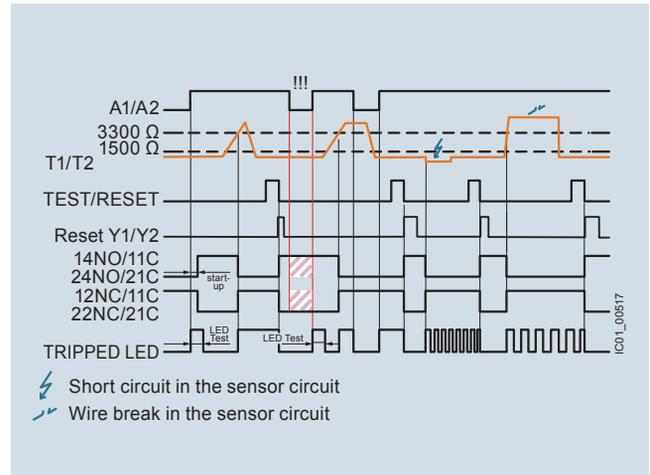 !!!
A1/A2
3300 Ω
1500 Ω
T1/T2
TEST/RESET
Reset Y1/Y2
14NO/11C
24NO/21C
start-
up
12NC/11C
22NC/21C
LED
Test
LED Test
TRIPPED LED
IC01_00517
Short circuit in the sensor circuit
Wire break in the sensor circuit